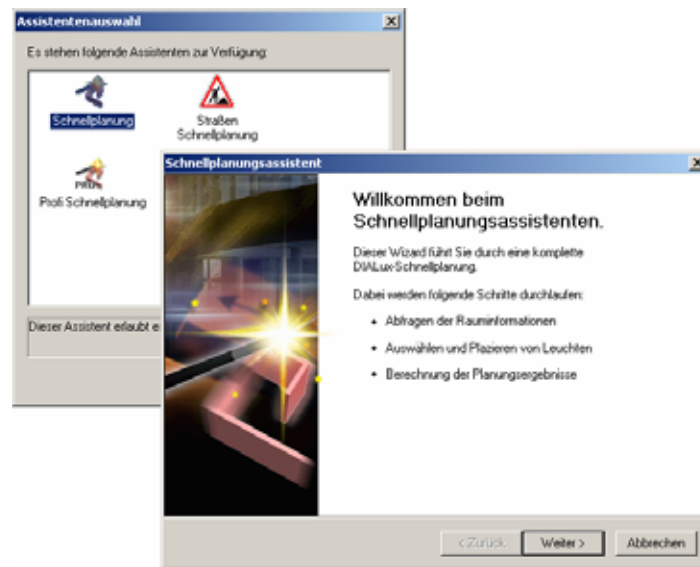 Assistentenauswahl
Es stehen folgende Assistenten zur Verfügung:
Schnellplanung
Straßen
Schnellplanung
Profi Schnellplanung
Dieser Assistent erlaubt e
Schnellplanungsassistent
Willkommen beim
Schnellplanungsassistenten.
Dieser Wizard führt Sie durch eine komplette
DIALux-Schnellplanung.
Dabei werden folgende Schritte durchlaufen:
• Abfragen der Rauminformationen
• Auswählen und Plazieren von Leuchten
• Berechnung der Planungsergebnisse
< Zurück
Weiter >
Abbrechen